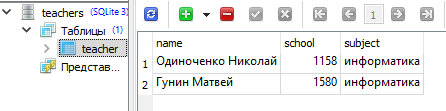 teachers (SQLite 3)
Таблицы (1)
teacher
Представ...
1
name school subject
1 Одиноченко Николай 1158 информатика
2 Гунин Матвей 1580 информатика